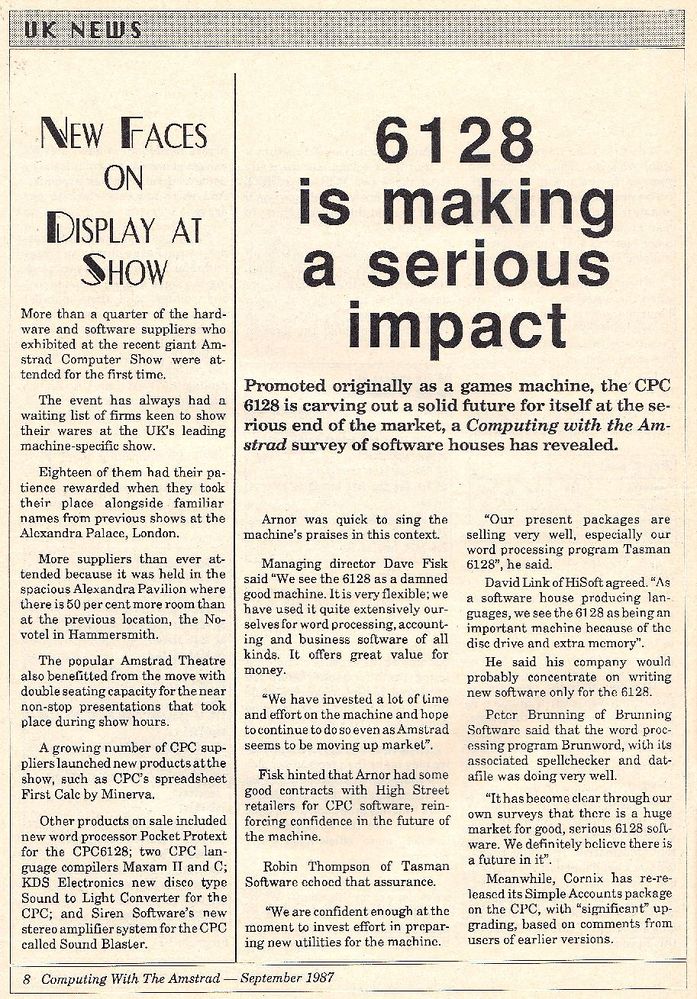 UK NEWS
NEW FACES
ON
DISPLAY AT
SHOW
More than a quarter of the hard-
ware and software suppliers who
exhibited at the recent giant Am-
strad Computer Show were at-
tended for the first time.
The event has always had a
waiting list of firms keen to show
their wares at the UK's leading
machine-specific show.
Eighteen of them had their pa-
tience rewarded when they took
their place alongside familiar
names from previous shows at the
Alexandra Palace, London.
More suppliers than ever at-
tended because it was held in the
spacious Alexandra Pavilion where
there is 50 per cent more room than
at the previous location, the No-
votel in Hammersmith.
The popular Amstrad Theatre
also benefitted from the move with
double seating capacity for the near
non-stop presentations that took
place during show hours.
A growing number of CPC sup-
pliers launched new products at the
show, such as CPC's spreadsheet
First Calc by Minerva.
Other products on sale included
new word processor Pocket Protext
for the CPC6128; two CPC lan-
guage compilers Maxam II and C;
KDS Electronics new disco type
Sound to Light Converter for the
CPC; and Siren Software's new
stereo amplifier system for the CPC
called Sound Blaster.
6128
is making
a serious
impact
Promoted originally as a games machine, the CPC
6128 is carving out a solid future for itself at the se-
rious end of the market, a Computing with the Am-
strad survey of software houses has revealed.
Arnor was quick to sing the
machine's praises in this context.
Managing director Dave Fisk
said "We see the 6128 as a damned
good machine. It is very flexible; we
have used it quite extensively our-
selves for word processing, account-
ing and business software of all
kinds. It offers great value for
money.
"We have invested a lot of time
and effort on the machine and hope
to continue to do so even as Amstrad
seems to be moving up market".
Fisk hinted that Arnor had some
good contracts with High Street
retailers for CPC software, rein-
forcing confidence in the future of
the machine.
Robin Thompson of Tasman
Software echoed that assurance.
"We are confident enough at the
moment to invest effort in prepar-
ing new utilities for the machine.
"Our present packages are
selling very well, especially our
word processing program Tasman
6128", he said.
David Link of HiSoft agreed. "As
a software house producing lan-
guages, we see the 6128 as being an
important machine because of the
disc drive and extra memory".
He said his company would
probably concentrate on writing
new software only for the 6128.
Peter Brunning of Brunning
Software said that the word proc-
essing program Brunword, with its
associated spellchecker and dat-
afile was doing very well.
"It has become clear through our
own surveys that there is a huge
market for good, serious 6128 soft-
ware. We definitely believe there is
a future in it".
Meanwhile, Cornix has re-re-
leased its Simple Accounts package
on the CPC, with "significant" up-
grading, based on comments from
users of earlier versions.
8 Computing With The Amstrad — September 1987